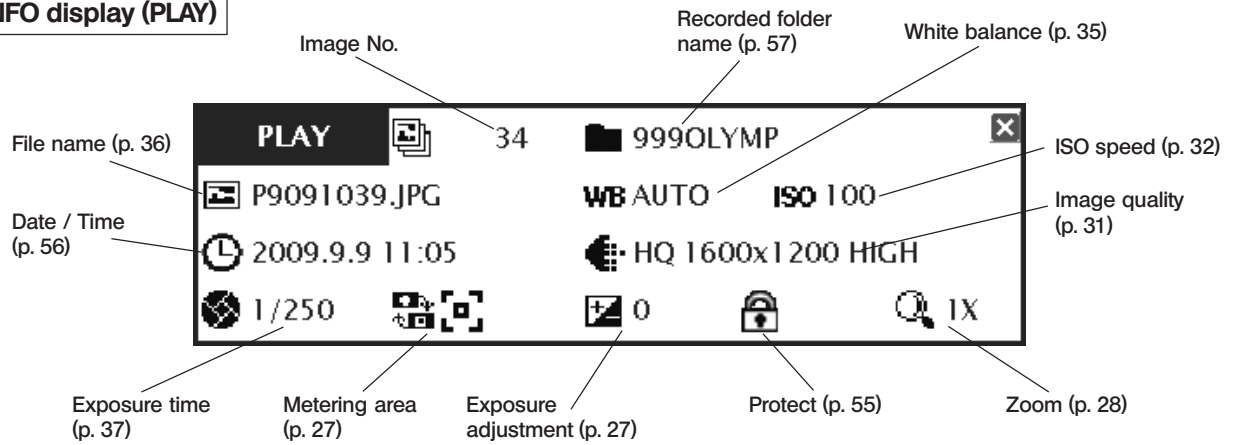 NFO display (PLAY)
Image No.
Recorded folder
name (p. 57)
White balance (p. 35)
File name (p. 36)
Date / Time
(p. 56)
PLAY 34 999OLYMP
P9091039.JPG WB AUTO ISO 100
2009.9.9 11:05 HQ 1600x1200 HIGH
1/250 0 1X
ISO speed (p. 32)
Image quality
(p. 31)
Exposure time
(p. 37)
Metering area
(p. 27)
Exposure
adjustment (p. 27)
Protect (p. 55)
Zoom (p. 28)